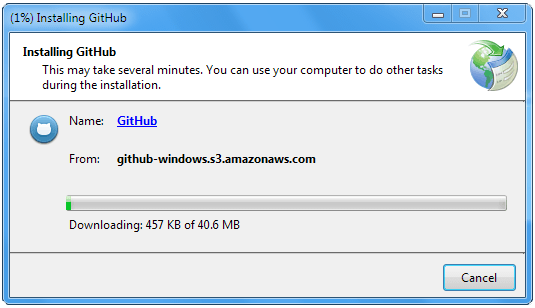 (1%) Installing GitHub
Installing GitHub
This may take several minutes. You can use your computer to do other tasks
during the installation.
Name: GitHub
From: github-windows.s3.amazonaws.com
Downloading: 457 KB of 40.6 MB
Cancel